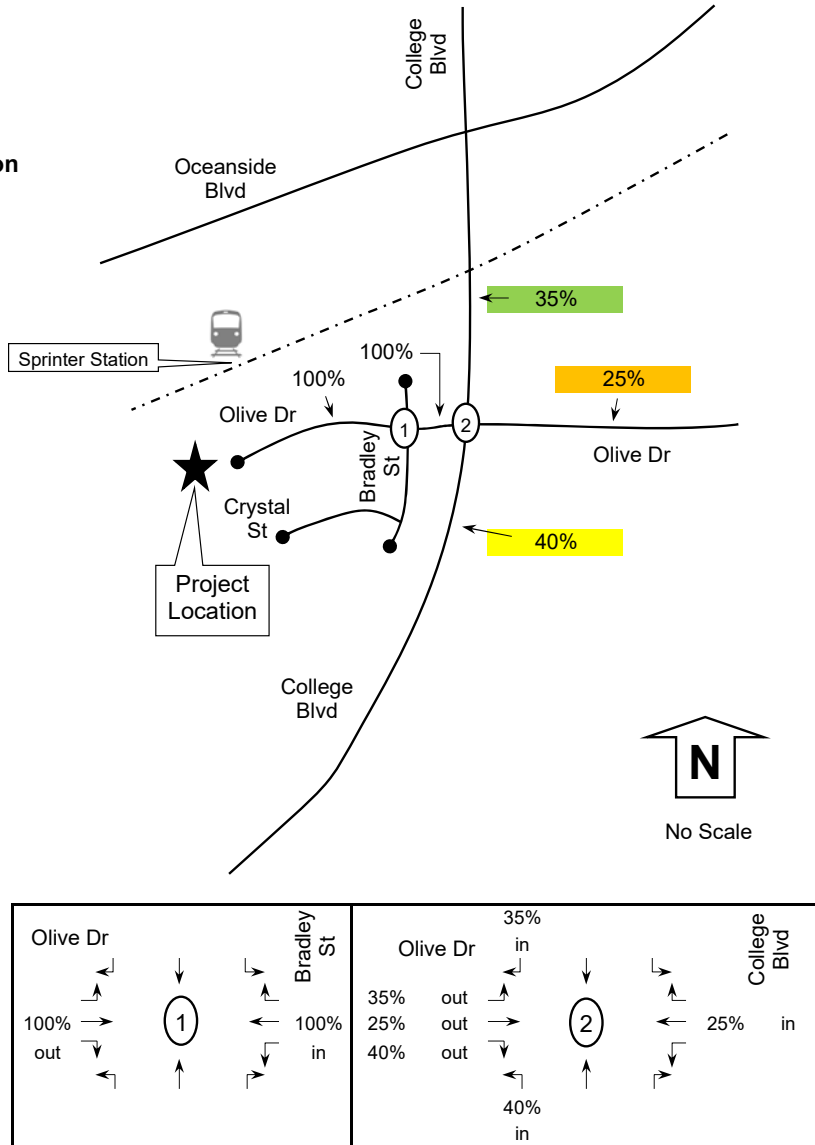 College
Blvd
on
Oceanside
Blvd
35%
Sprinter Station
100%
100%
25%
Olive Dr
1
2
Bradley
St
Olive Dr
Crystal
St
40%
Project
Location
College
Blvd
N
No Scale
Olive Dr
Bradley
St
1
100%
out
100%
in
35%
in
Olive Dr
College
Blvd
35% out
25% out
40% out
2
25% in
40%
in